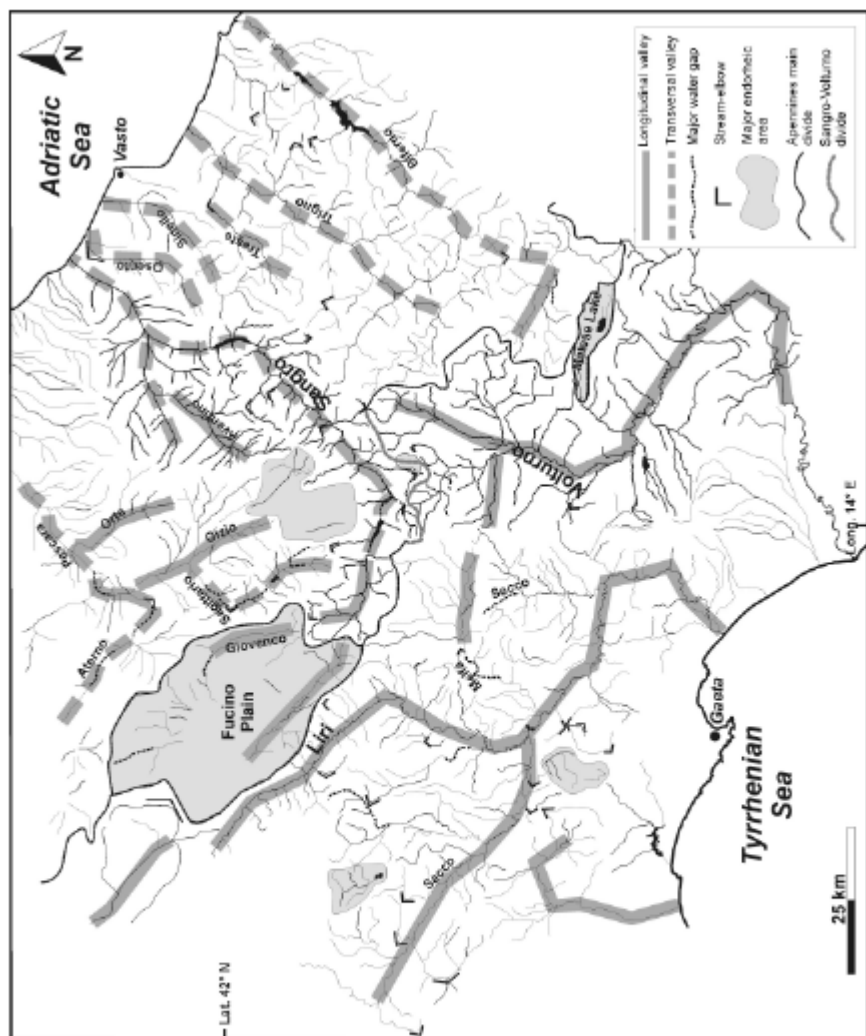 N
Adriatic
Sea
Vasto
Osento
Sinello
Treste
Trigno
Biferno
Sangro
Aventino
Pescara
Orte
Gizio
Sagittario
Aterno
Giovenco
Fucino
Plain
Liri
Melfa
Secco
Volturno
Matese Lake
Sacco
Gaeta
Tyrrhenian
Sea
25 km
Lat. 42° N
Long. 14° E
Longitudinal valley
Transversal valley
Major water gap
Stream-elbow
Major endorheic
area
Apennines main
divide
Sangro-Volturno
divide